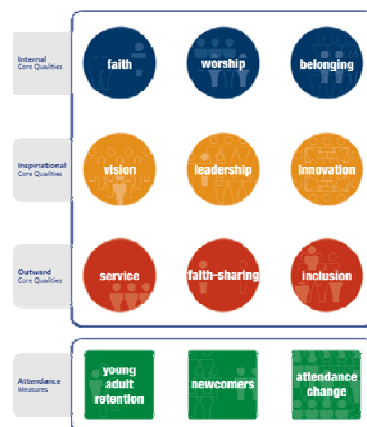 Internal
Core Qualities
faith
worship
belonging
Inspirational
Core Qualities
vision
leadership
innovation
Outward
Core Qualities
service
faith-sharing
inclusion
Attendance
Measures
young
adult
retention
newcomers
attendance
change